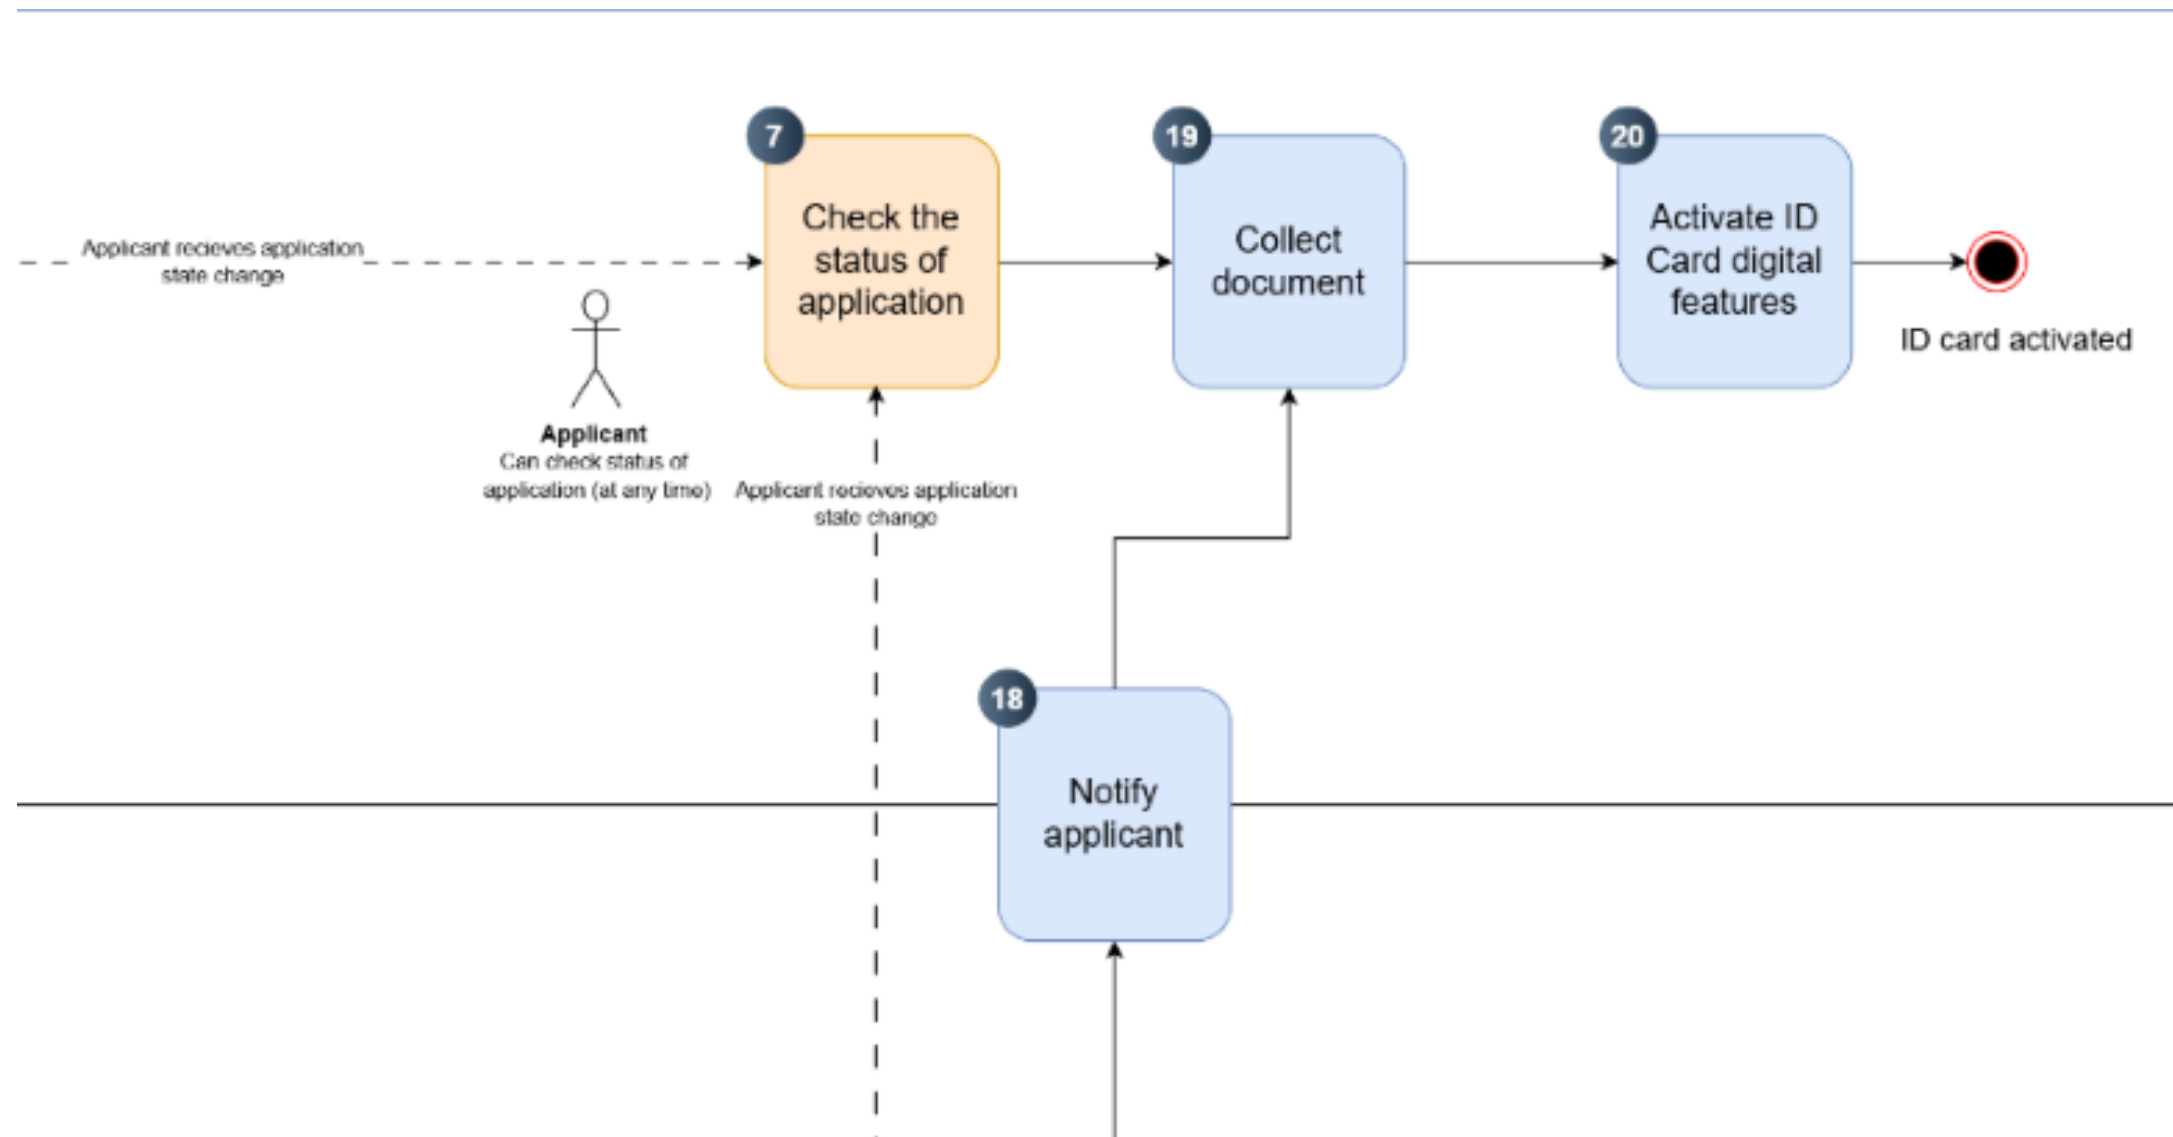 7
Check the
status of
application
19
Collect
document
20
Activate ID
Card digital
features
ID card activated
Applicant recieves application
state change
Applicant
Can check status of
application (at any time)
Applicant recieves application
state change
18
Notify
applicant